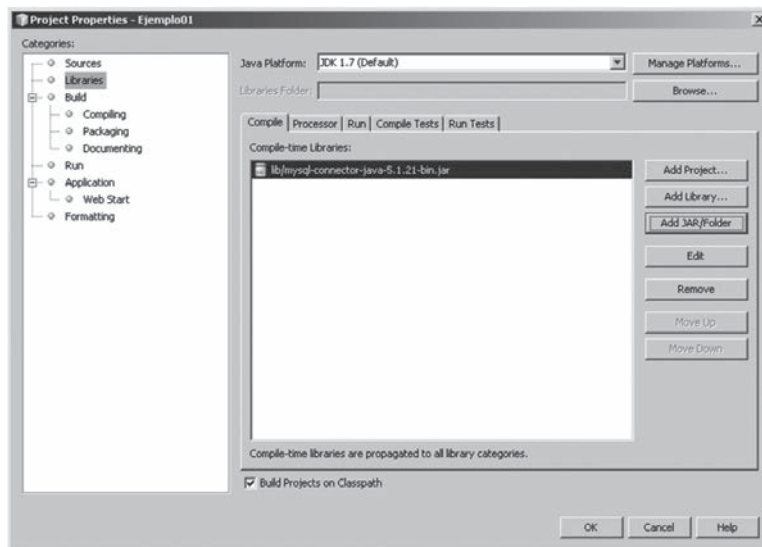 Project Properties - Ejemplo01
Categories:
Sources
Libraries
Build
Compiling
Packaging
Documenting
Run
Application
Web Start
Formatting
Java Platform: JDK 1.7 (Default) Manage Platforms...
Libraries Folder: Browse...
Compile Processor Run Compile Tests Run Tests
Compile-time Libraries:
lib/mysql-connector-java-5.1.21-bin.jar
Add Project...
Add Library...
Add JAR/Folder
Edit
Remove
Move Up
Move Down
Compile-time libraries are propagated to all library categories.
Build Projects on Classpath
OK Cancel Help